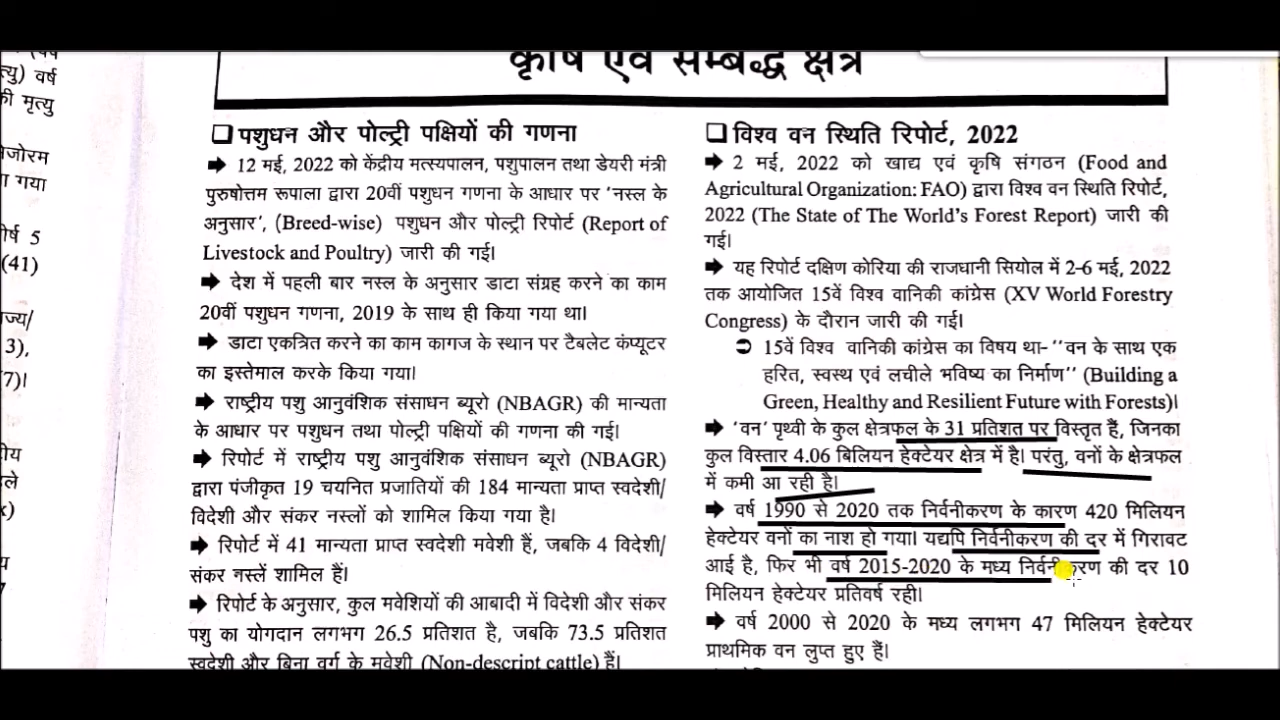 कृषि एवं सम्बद्ध क्षेत्र
त्यु) वर्ष
की मृत्यु
गया
(41)
3),
7)।
❑ पशुधन और पोल्ट्री पक्षियों की गणना
➡ 12 मई, 2022 को केंद्रीय मत्स्यपालन, पशुपालन तथा डेयरी मंत्री
पुरुषोत्तम रूपाला द्वारा 20वीं पशुधन गणना के आधार पर 'नस्ल के
अनुसार', (Breed-wise) पशुधन और पोल्ट्री रिपोर्ट (Report of
Livestock and Poultry) जारी की गई।
➡ देश में पहली बार नस्ल के अनुसार डाटा संग्रह करने का काम
20वीं पशुधन गणना, 2019 के साथ ही किया गया था।
➡ डाटा एकत्रित करने का काम कागज के स्थान पर टैबलेट कंप्यूटर
का इस्तेमाल करके किया गया।
➡ राष्ट्रीय पशु आनुवंशिक संसाधन ब्यूरो (NBAGR) की मान्यता
के आधार पर पशुधन तथा पोल्ट्री पक्षियों की गणना की गई।
➡ रिपोर्ट में राष्ट्रीय पशु आनुवंशिक संसाधन ब्यूरो (NBAGR)
द्वारा पंजीकृत 19 चयनित प्रजातियों की 184 मान्यता प्राप्त स्वदेशी/
विदेशी और संकर नस्लों को शामिल किया गया है।
➡ रिपोर्ट में 41 मान्यता प्राप्त स्वदेशी मवेशी हैं, जबकि 4 विदेशी/
संकर नस्लें शामिल हैं।
➡ रिपोर्ट के अनुसार, कुल मवेशियों की आबादी में विदेशी और संकर
पशु का योगदान लगभग 26.5 प्रतिशत है, जबकि 73.5 प्रतिशत
स्वदेशी और बिना वर्ग के मवेशी (Non-descript cattle) हैं।
❑ विश्व वन स्थिति रिपोर्ट, 2022
➡ 2 मई, 2022 को खाद्य एवं कृषि संगठन (Food and
Agricultural Organization: FAO) द्वारा विश्व वन स्थिति रिपोर्ट,
2022 (The State of The World's Forest Report) जारी की
गई।
➡ यह रिपोर्ट दक्षिण कोरिया की राजधानी सियोल में 2-6 मई, 2022
तक आयोजित 15वें विश्व वानिकी कांग्रेस (XV World Forestry
Congress) के दौरान जारी की गई।
➲ 15वें विश्व वानिकी कांग्रेस का विषय था- ''वन के साथ एक
हरित, स्वस्थ एवं लचीले भविष्य का निर्माण'' (Building a
Green, Healthy and Resilient Future with Forests)।
➡ 'वन' पृथ्वी के कुल क्षेत्रफल के 31 प्रतिशत पर विस्तृत हैं, जिनका
कुल विस्तार 4.06 बिलियन हेक्टेयर क्षेत्र में है। परंतु, वनों के क्षेत्रफल
में कमी आ रही है।
➡ वर्ष 1990 से 2020 तक निर्वनीकरण के कारण 420 मिलियन
हेक्टेयर वनों का नाश हो गया। यद्यपि निर्वनीकरण की दर में गिरावट
आई है, फिर भी वर्ष 2015-2020 के मध्य निर्वनीकरण की दर 10
मिलियन हेक्टेयर प्रतिवर्ष रही।
➡ वर्ष 2000 से 2020 के मध्य लगभग 47 मिलियन हेक्टेयर
प्राथमिक वन लुप्त हुए हैं।